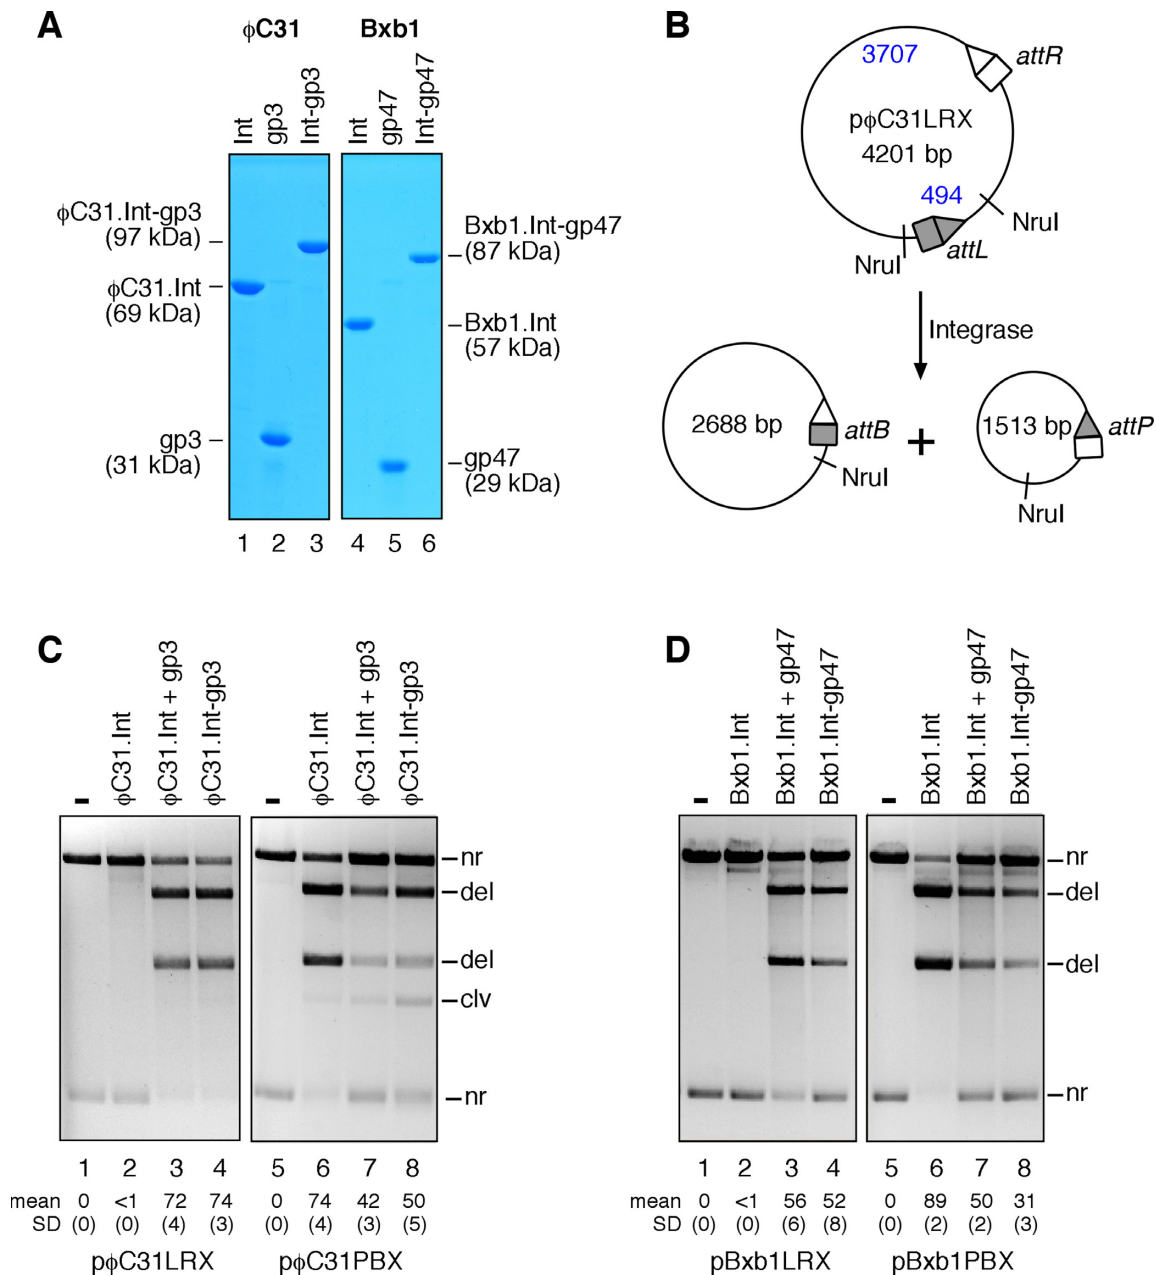 A
ϕC31
Bxb1
Int
gp3
Int-gp3
Int
gp47
Int-gp47
ϕC31.Int-gp3
(97 kDa)
ϕC31.Int
(69 kDa)
gp3
(31 kDa)
Bxb1.Int-gp47
(87 kDa)
Bxb1.Int
(57 kDa)
gp47
(29 kDa)
1 2 3 4 5 6
B
3707
attR
pϕC31LRX
4201 bp
494
NruI
attL
NruI
Integrase
2688 bp
attB
NruI
+
1513 bp
attP
NruI
C
-
ϕC31.Int
ϕC31.Int + gp3
ϕC31.Int-gp3
-
ϕC31.Int
ϕC31.Int + gp3
ϕC31.Int-gp3
nr
del
del
clv
nr
1 2 3 4 5 6 7 8
mean 0 <1 72 74 0 74 42 50
SD (0) (0) (4) (3) (0) (4) (3) (5)
pϕC31LRX pϕC31PBX
D
-
Bxb1.Int
Bxb1.Int + gp47
Bxb1.Int-gp47
-
Bxb1.Int
Bxb1.Int + gp47
Bxb1.Int-gp47
nr
del
del
nr
1 2 3 4 5 6 7 8
mean 0 <1 56 52 0 89 50 31
SD (0) (0) (6) (8) (0) (2) (2) (3)
pBxb1LRX pBxb1PBX